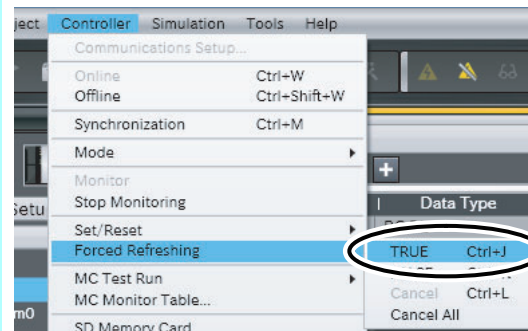 ject Controller Simulation Tools Help
Communications Setup...
Online Ctrl+W
Offline Ctrl+Shift+W
Synchronization Ctrl+M
Mode
Monitor
Stop Monitoring
Setu
Data Type
Set/Reset
Forced Refreshing
TRUE Ctrl+J
MC Test Run
Cancel Ctrl+L
MC Monitor Table...
m0
Cancel All
SD Memory Card